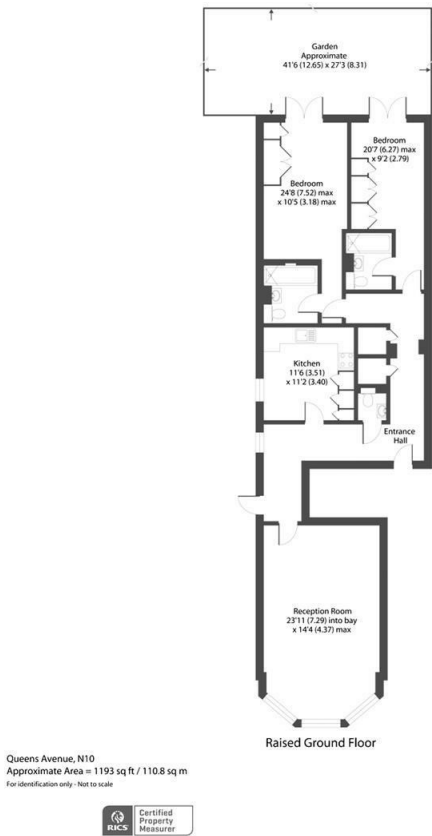 Garden
Approximate
41'6 (12.65) x 27'3 (8.31)
Bedroom
20'7 (6.27) max
x 9'2 (2.79)
Bedroom
24'8 (7.52) max
x 10'5 (3.18) max
Kitchen
11'6 (3.51)
x 11'2 (3.40)
Entrance
Hall
Reception Room
23'11 (7.29) into bay
x 14'4 (4.37) max
Raised Ground Floor
Queens Avenue, N10
Approximate Area = 1193 sq ft / 110.8 sq m
For identification only - Not to scale
RICS
Certified
Property
Measurer